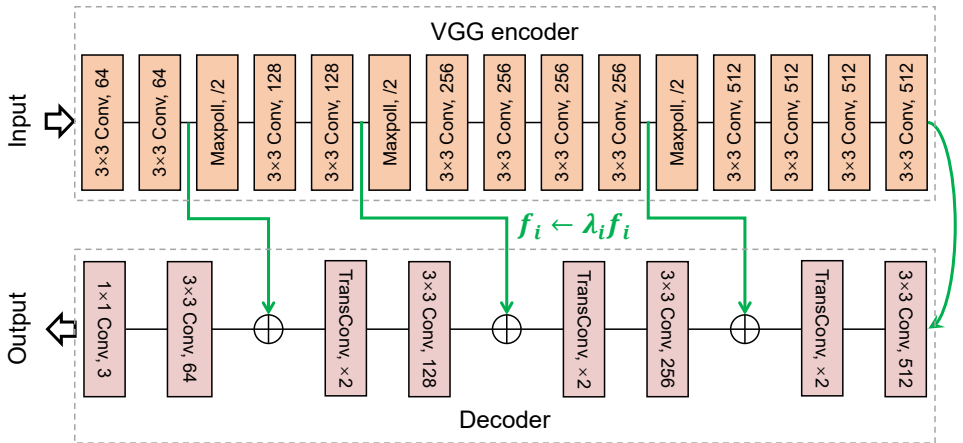 VGG encoder
Input
3×3 Conv, 64
3×3 Conv, 64
Maxpoll, /2
3×3 Conv, 128
3×3 Conv, 128
Maxpoll, /2
3×3 Conv, 256
3×3 Conv, 256
3×3 Conv, 256
3×3 Conv, 256
Maxpoll, /2
3×3 Conv, 512
3×3 Conv, 512
3×3 Conv, 512
3×3 Conv, 512
f_i ← λ_i f_i
Output
1×1 Conv, 3
3×3 Conv, 64
TransConv, ×2
3×3 Conv, 128
TransConv, ×2
3×3 Conv, 256
TransConv, ×2
3×3 Conv, 512
Decoder